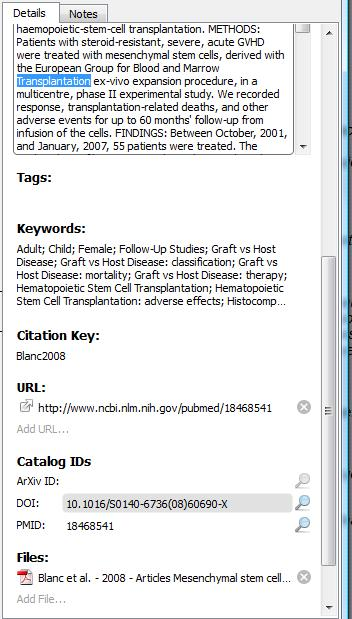 Details Notes
haemopoietic-stem-cell transplantation. METHODS:
Patients with steroid-resistant, severe, acute GVHD
were treated with mesenchymal stem cells, derived with
the European Group for Blood and Marrow
Transplantation ex-vivo expansion procedure, in a
multicentre, phase II experimental study. We recorded
response, transplantation-related deaths, and other
adverse events for up to 60 months' follow-up from
infusion of the cells. FINDINGS: Between October, 2001,
and January, 2007, 55 patients were treated. The
Tags:
Keywords:
Adult; Child; Female; Follow-Up Studies; Graft vs Host
Disease; Graft vs Host Disease: classification; Graft vs
Host Disease: mortality; Graft vs Host Disease: therapy;
Hematopoietic Stem Cell Transplantation; Hematopoietic
Stem Cell Transplantation: adverse effects; Histocomp...
Citation Key:
Blanc2008
URL:
http://www.ncbi.nlm.nih.gov/pubmed/18468541
Add URL...
Catalog IDs
ArXiv ID:
DOI: 10.1016/S0140-6736(08)60690-X
PMID: 18468541
Files:
Blanc et al. - 2008 - Articles Mesenchymal stem cell...
Add File...